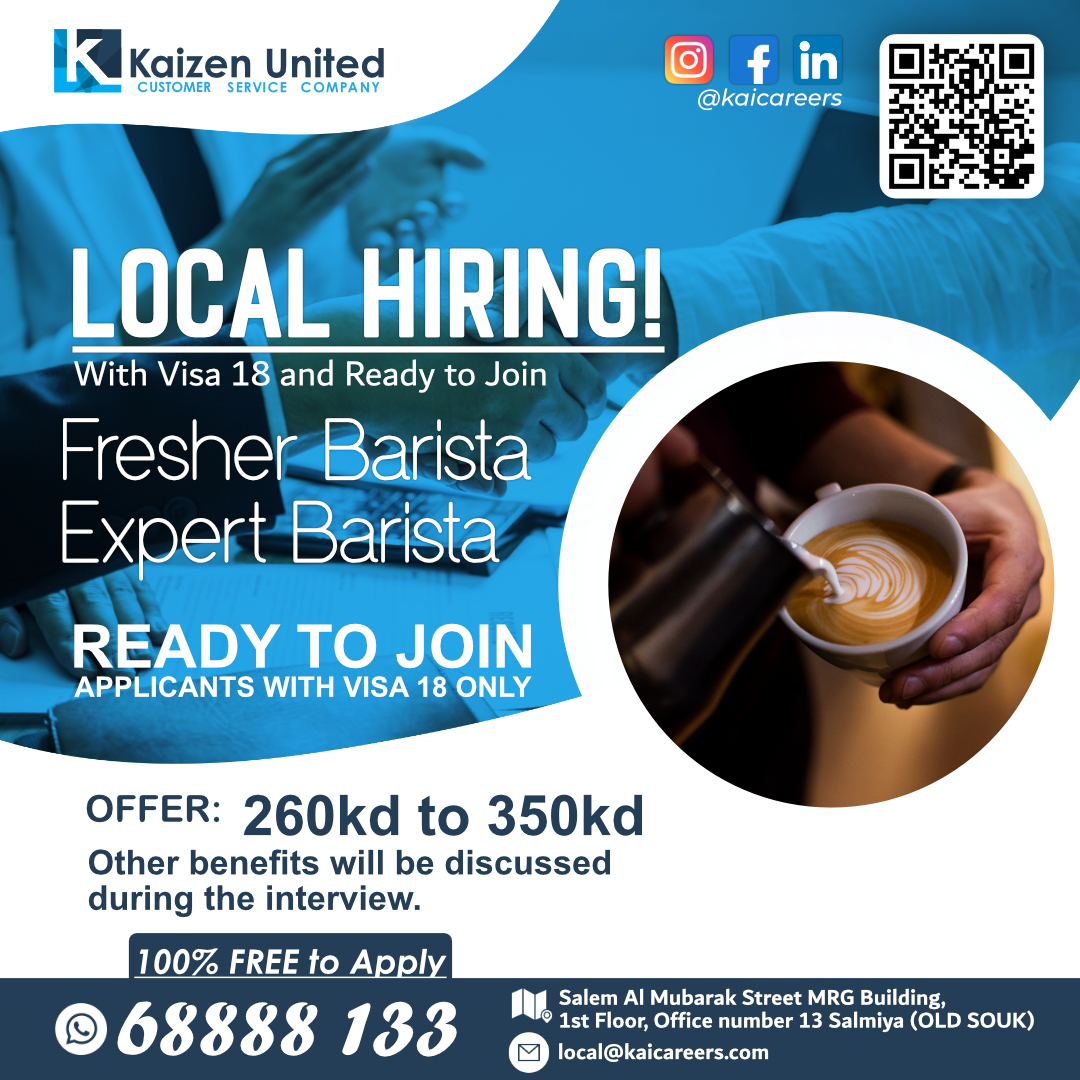 K Kaizen United
CUSTOMER SERVICE COMPANY
@kaicareers
LOCAL HIRING!
With Visa 18 and Ready to Join
Fresher Barista
Expert Barista
READY TO JOIN
APPLICANTS WITH VISA 18 ONLY
OFFER: 260kd to 350kd
Other benefits will be discussed
during the interview.
100% FREE to Apply
68888 133
Salem Al Mubarak Street MRG Building,
1st Floor, Office number 13 Salmiya (OLD SOUK)
local@kaicareers.com